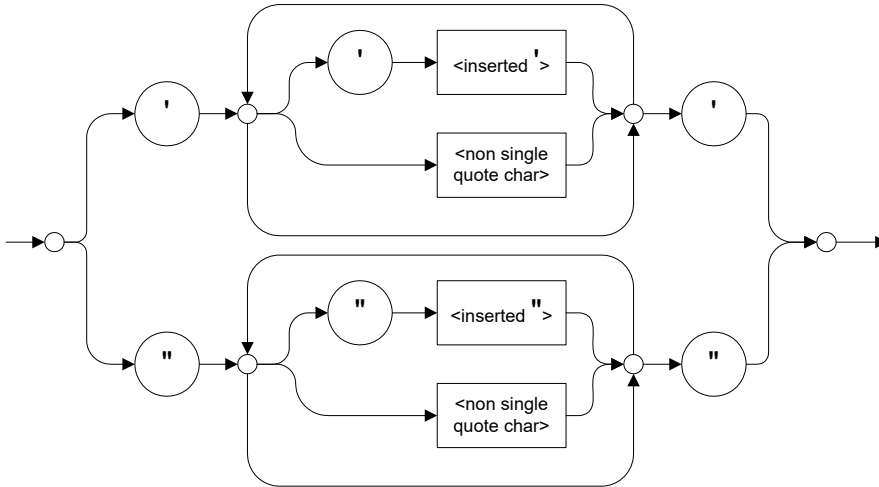 ' <inserted '>
' '
<non single
quote char>
" <inserted ">
" "
<non single
quote char>